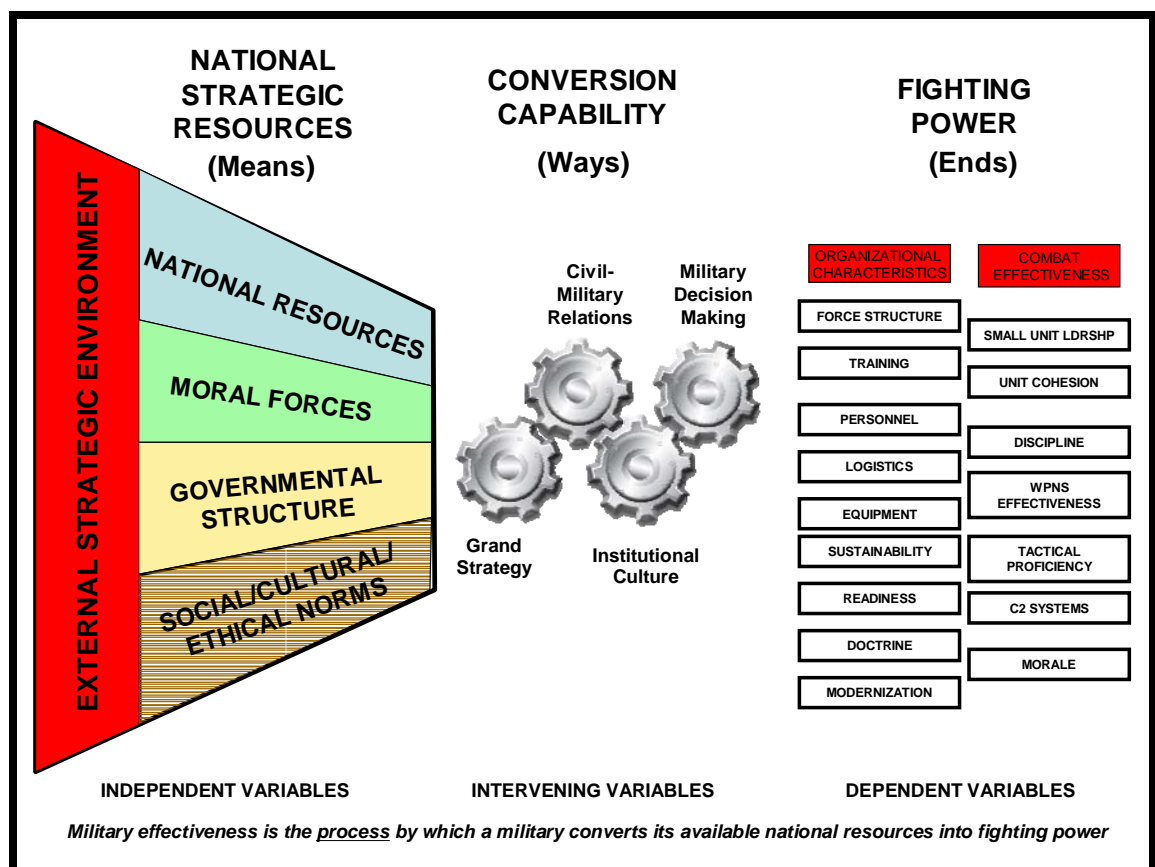 NATIONAL
STRATEGIC
RESOURCES
(Means)
CONVERSION
CAPABILITY
(Ways)
FIGHTING
POWER
(Ends)
EXTERNAL STRATEGIC ENVIRONMENT
NATIONAL RESOURCES
MORAL FORCES
GOVERNMENTAL
STRUCTURE
SOCIAL/CULTURAL/
ETHICAL NORMS
Civil-
Military
Relations
Military
Decision
Making
Grand
Strategy
Institutional
Culture
ORGANIZATIONAL
CHARACTERISTICS
FORCE STRUCTURE
TRAINING
PERSONNEL
LOGISTICS
EQUIPMENT
SUSTAINABILITY
READINESS
DOCTRINE
MODERNIZATION
COMBAT
EFFECTIVENESS
SMALL UNIT LDRSHP
UNIT COHESION
DISCIPLINE
WPNS
EFFECTIVENESS
TACTICAL
PROFICIENCY
C2 SYSTEMS
MORALE
INDEPENDENT VARIABLES
INTERVENING VARIABLES
DEPENDENT VARIABLES
Military effectiveness is the process by which a military converts its available national resources into fighting power